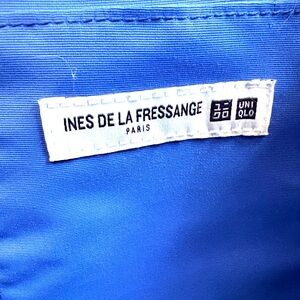 INES DE LA FRESSANGE
PARIS
ユニ
クロ
UNI
QLO